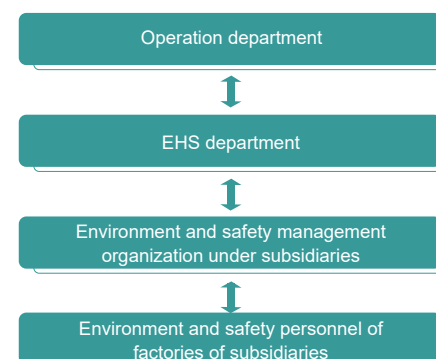 Operation department
EHS department
Environment and safety management
organization under subsidiaries
Environment and safety personnel of
factories of subsidiaries